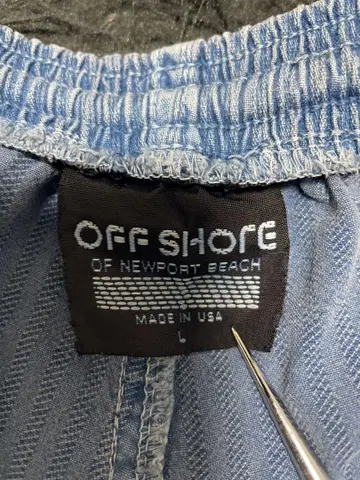 OFF SHOrE
OF NEWPORT BEACH
MADE IN USA
L